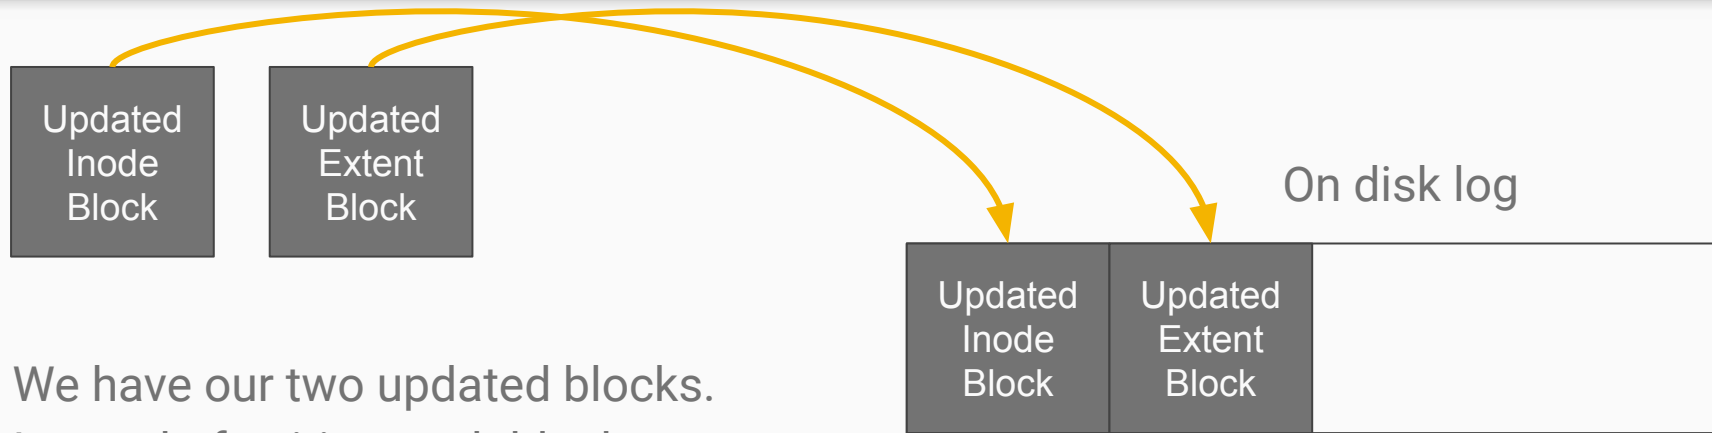 Updated
Inode
Block
Updated
Extent
Block
On disk log
Updated
Inode
Block
Updated
Extent
Block
We have our two updated blocks.